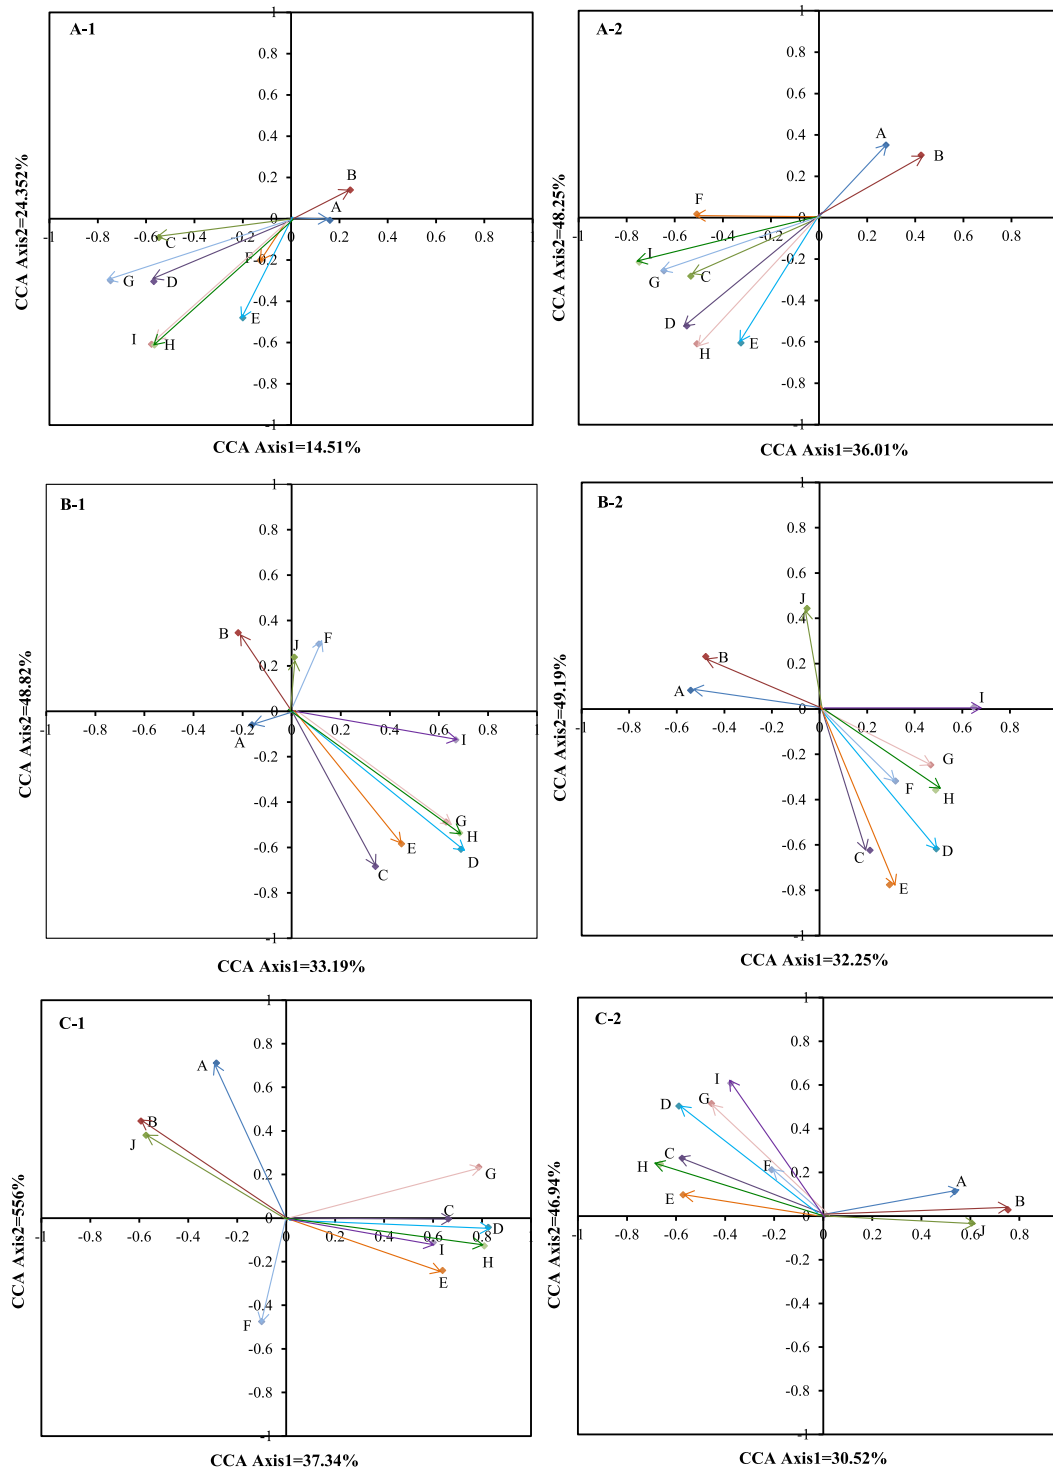 A-1
1
0.8
0.6
0.4
0.2
0
-0.2
-0.4
-0.6
-0.8
-1
-1 -0.8 -0.6 -0.4 -0.2 0 0.2 0.4 0.6 0.8 1
B
A
C
F
G
D
E
I
H
CCA Axis2=24.352%
CCA Axis1=14.51%
A-2
1
0.8
0.6
0.4
0.2
0
-0.2
-0.4
-0.6
-0.8
-1
-1 -0.8 -0.6 -0.4 -0.2 0 0.2 0.4 0.6 0.8
A
B
F
I
G
C
D
H
E
CCA Axis2=48.25%
CCA Axis1=36.01%
B-1
1
0.8
0.6
0.4
0.2
0
-0.2
-0.4
-0.6
-0.8
-1
-1 -0.8 -0.6 -0.4 -0.2 0 0.2 0.4 0.6 0.8 1
B
J
F
A
I
G
H
E
D
C
CCA Axis2=48.82%
CCA Axis1=33.19%
B-2
1
0.8
0.6
0.4
0.2
0
-0.2
-0.4
-0.6
-0.8
-1
-1 -0.8 -0.6 -0.4 -0.2 0 0.2 0.4 0.6 0.8
J
B
A
I
G
F
H
C
D
E
CCA Axis2=49.19%
CCA Axis1=32.25%
C-1
1
0.8
0.6
0.4
0.2
0
-0.2
-0.4
-0.6
-0.8
-1
-1 -0.8 -0.6 -0.4 -0.2 0 0.2 0.4 0.6 0.8 1
A
B
J
G
C
D
I
H
E
F
CCA Axis2=556%
CCA Axis1=37.34%
C-2
1
0.8
0.6
0.4
0.2
0
-0.2
-0.4
-0.6
-0.8
-1
-1 -0.8 -0.6 -0.4 -0.2 0 0.2 0.4 0.6 0.8
I
D
G
C
H
F
E
A
B
J
CCA Axis2=46.94%
CCA Axis1=30.52%